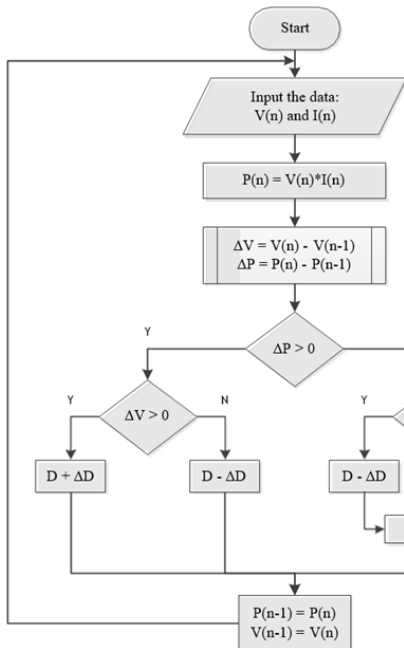 Start
Input the data:
V(n) and I(n)
P(n) = V(n)*I(n)
ΔV = V(n) - V(n-1)
ΔP = P(n) - P(n-1)
ΔP > 0
Y
ΔV > 0
Y
N
Y
D + ΔD
D - ΔD
D - ΔD
P(n-1) = P(n)
V(n-1) = V(n)